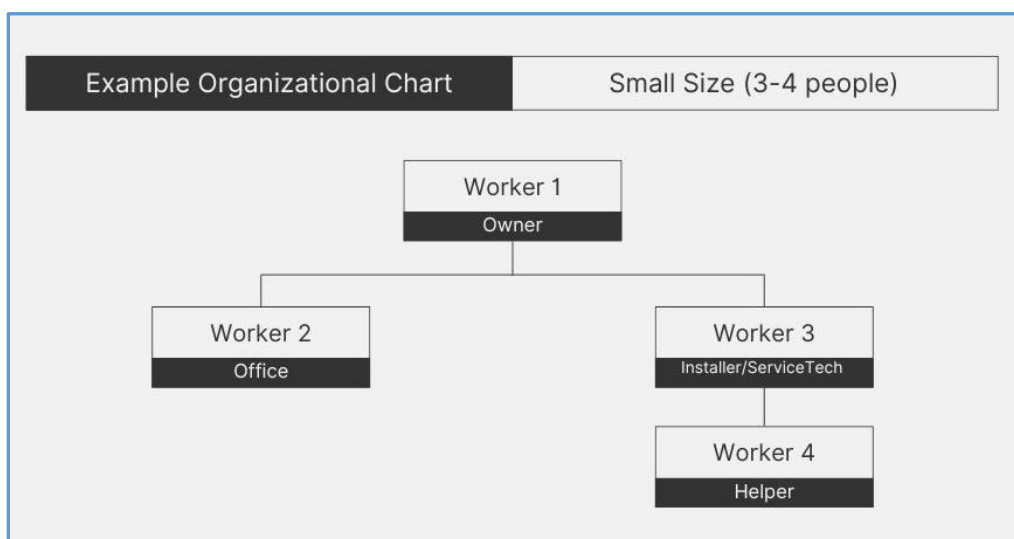 Example Organizational Chart
Small Size (3-4 people)
Worker 1
Owner
Worker 2
Office
Worker 3
Installer/ServiceTech
Worker 4
Helper